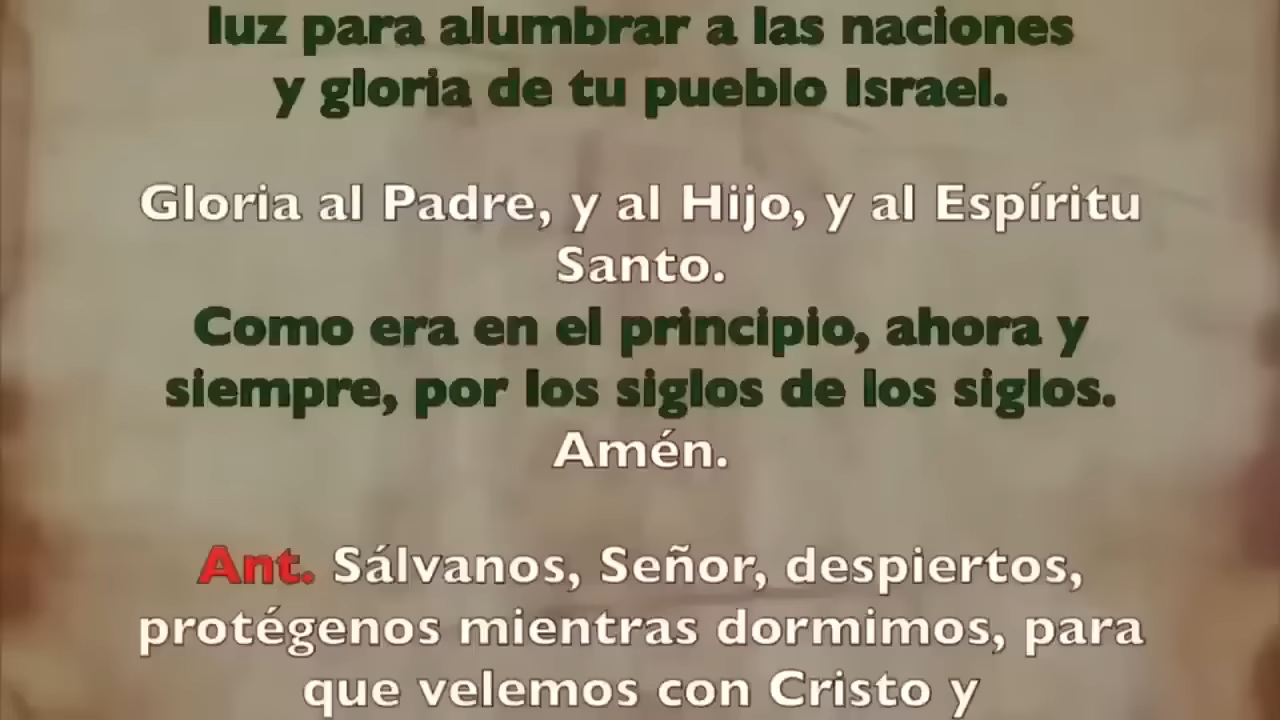 luz para alumbrar a las naciones
y gloria de tu pueblo Israel.
Gloria al Padre, y al Hijo, y al Espíritu
Santo.
Como era en el principio, ahora y
siempre, por los siglos de los siglos.
Amén.
Ant. Sálvanos, Señor, despiertos,
protégenos mientras dormimos, para
que velemos con Cristo y